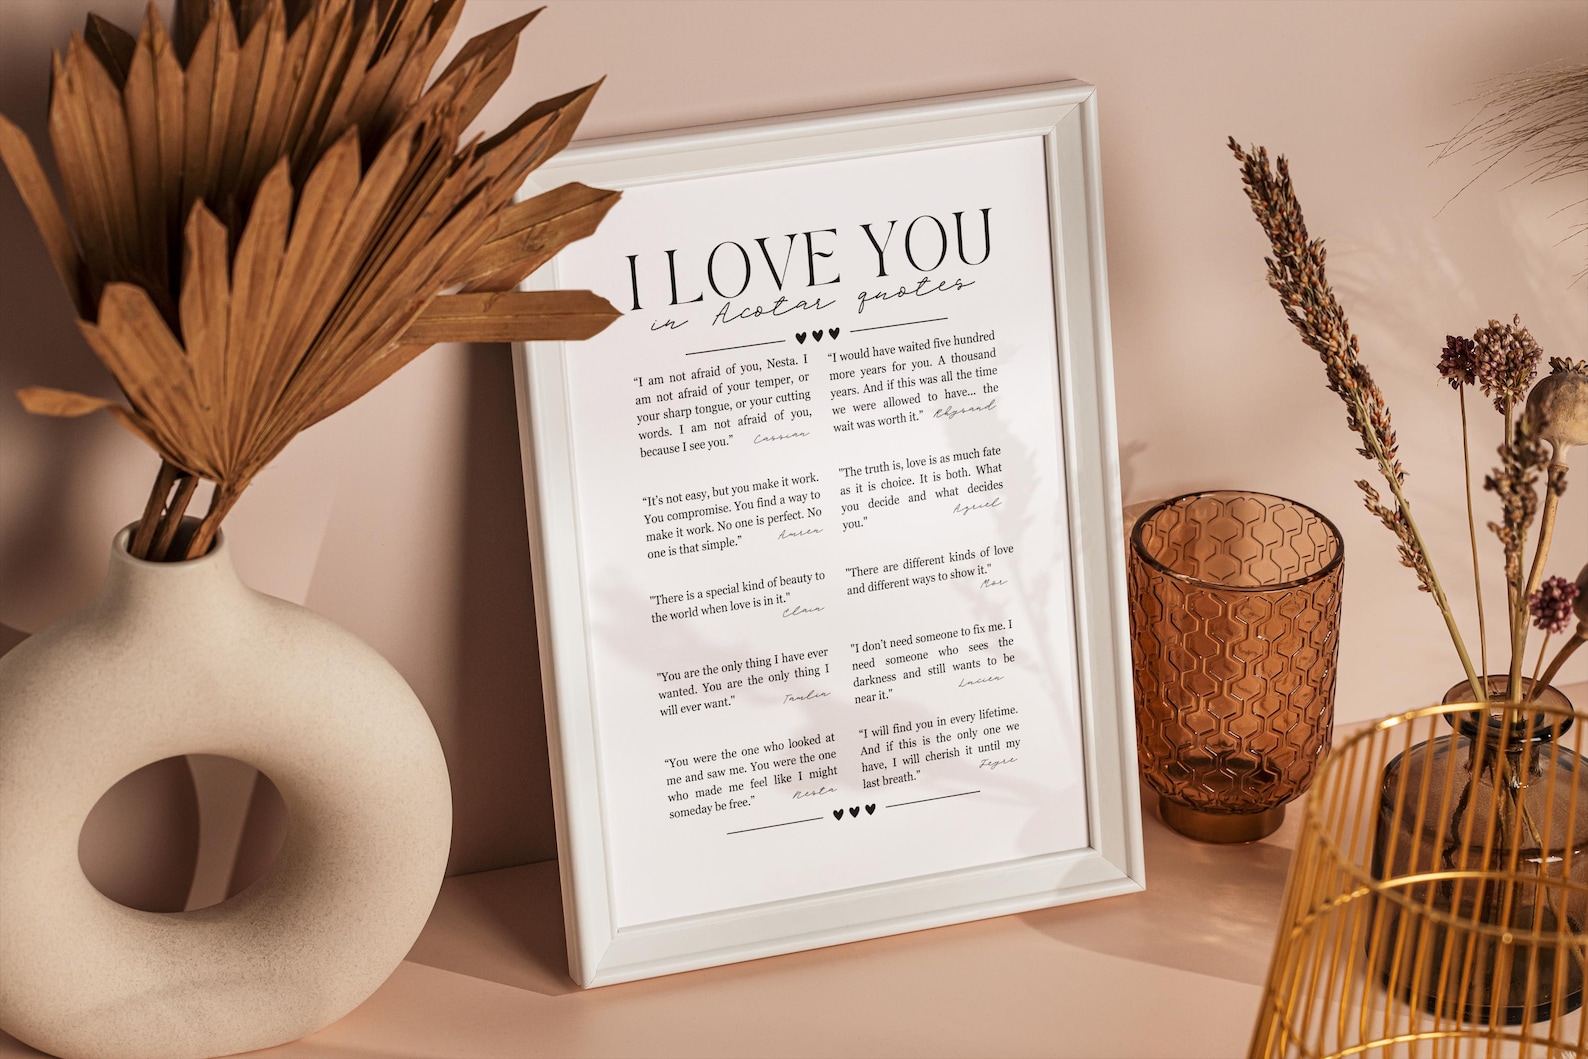 I LOVE YOU
in Acotar quotes
“I am not afraid of you, Nesta. I
am not afraid of your temper, or
your sharp tongue, or your cutting
words. I am not afraid of you,
because I see you.” Cassian
“I would have waited five hundred
more years for you. A thousand
years. And if this was all the time
we were allowed to have... the
wait was worth it.” Rhysand
“It’s not easy, but you make it work.
You compromise. You find a way to
make it work. No one is perfect. No
one is that simple.” Amren
"The truth is, love is as much fate
as it is choice. It is both. What
you decide and what decides
you." Azriel
"There is a special kind of beauty to
the world when love is in it." Elain
"There are different kinds of love
and different ways to show it." Mor
"You are the only thing I have ever
wanted. You are the only thing I
will ever want." Tamlin
"I don’t need someone to fix me. I
need someone who sees the
darkness and still wants to be
near it." Lucien
“You were the one who looked at
me and saw me. You were the one
who made me feel like I might
someday be free.” Nesta
“I will find you in every lifetime.
And if this is the only one we
have, I will cherish it until my
last breath.” Feyre